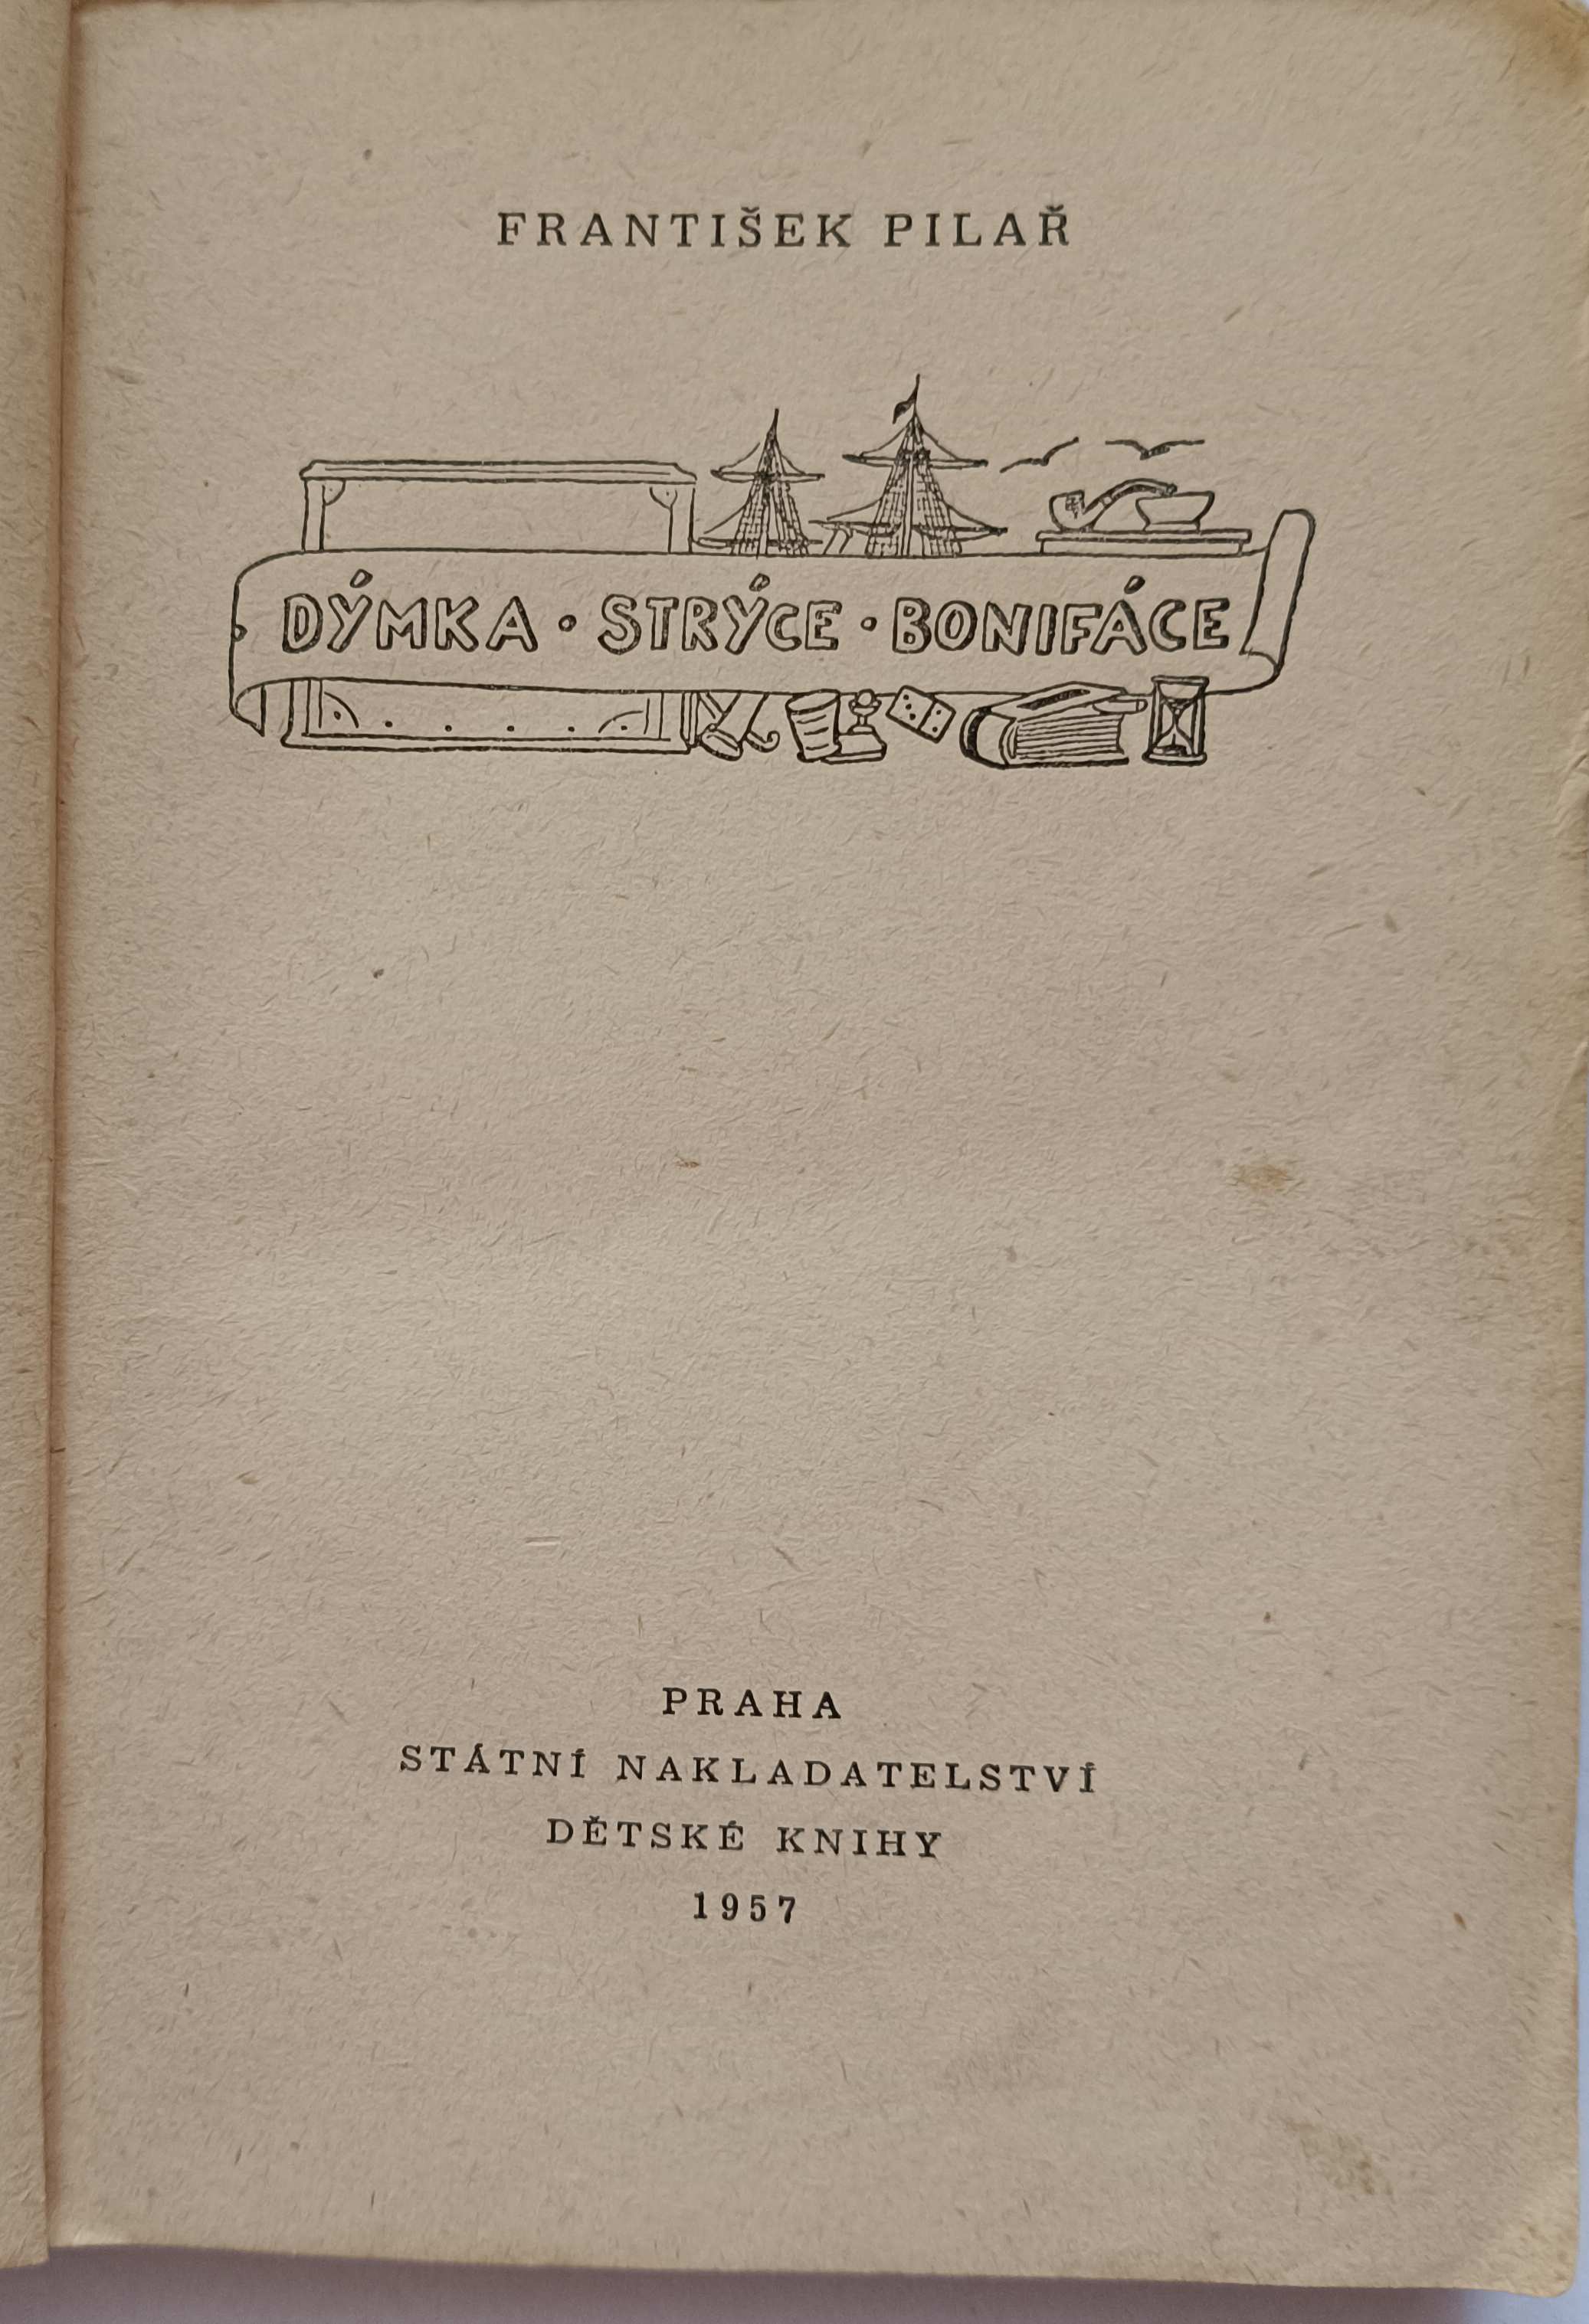 FRANTIŠEK PILAŘ
DÝMKA · STRÝCE · BONIFÁCE
PRAHA
STÁTNÍ NAKLADATELSTVÍ
DĚTSKÉ KNIHY
1957